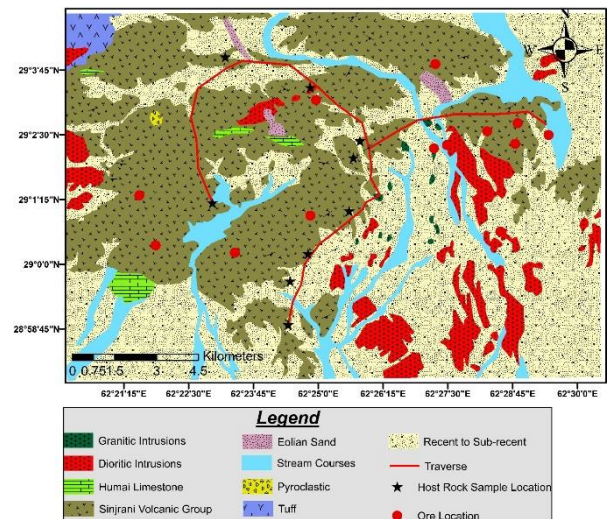 N
W E
S
29°3'45"N
29°2'30"N
29°1'15"N
29°0'0"N
28°58'45"N
Kilometers
0 0.751.5 3 4.5
62°21'15"E 62°22'30"E 62°23'45"E 62°25'0"E 62°26'15"E 62°27'30"E 62°28'45"E 62°30'0"E
Legend
Granitic Intrusions Eolian Sand Recent to Sub-recent
Dioritic Intrusions Stream Courses Traverse
Humai Limestone Pyroclastic Host Rock Sample Location
Sinjrani Volcanic Group Tuff Ore Location